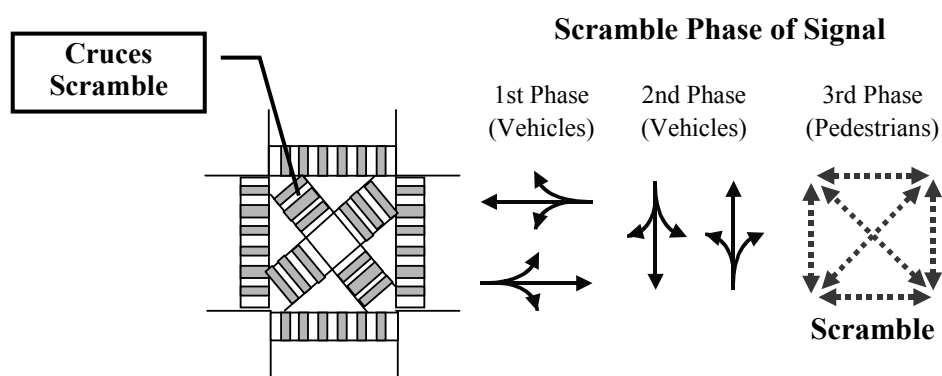 Scramble Phase of Signal
Cruces
Scramble
1st Phase
(Vehicles)
2nd Phase
(Vehicles)
3rd Phase
(Pedestrians)
Scramble